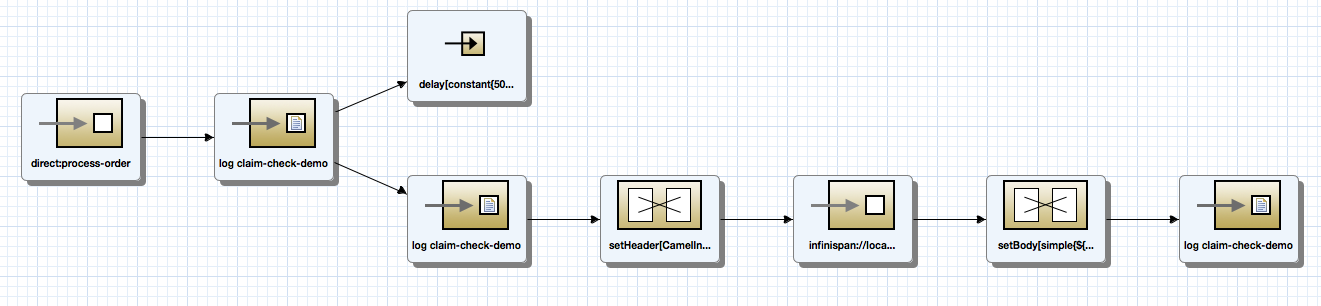 delay[constant{50...
direct:process-order
log claim-check-demo
log claim-check-demo
setHeader[CamelIn...
infinispan://loca...
setBody[simple{${...
log claim-check-demo